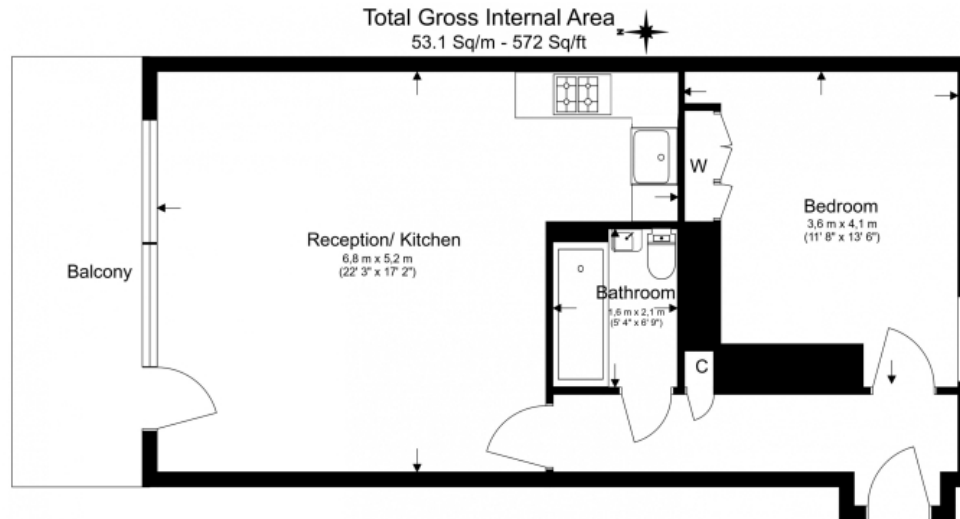 Total Gross Internal Area
53.1 Sq/m - 572 Sq/ft
N
W
Bedroom
3,6 m x 4,1 m
(11' 8" x 13' 6")
Reception/ Kitchen
6,8 m x 5,2 m
(22' 3" x 17' 2")
Balcony
Bathroom
1,6 m x 2,1 m
(5' 4" x 6' 9")
C